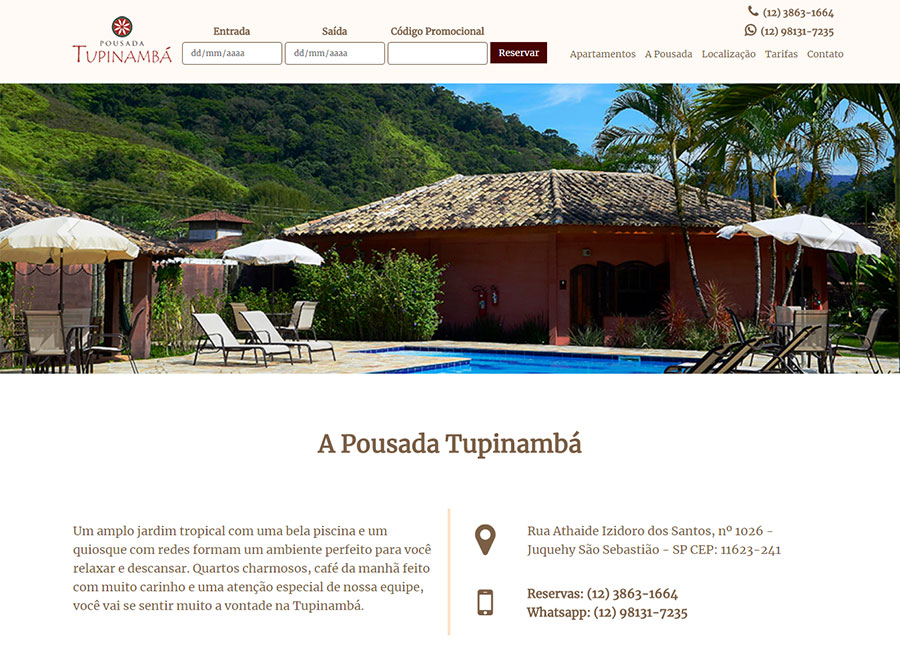 POUSADA
TUPINAMBÁ
Entrada
Saída
Código Promocional
dd/mm/aaaa
dd/mm/aaaa
Reservar
(12) 3863-1664
(12) 98131-7235
Apartamentos A Pousada Localização Tarifas Contato
A Pousada Tupinambá
Um amplo jardim tropical com uma bela piscina e um
quiosque com redes formam um ambiente perfeito para você
relaxar e descansar. Quartos charmosos, café da manhã feito
com muito carinho e uma atenção especial de nossa equipe,
você vai se sentir muito a vontade na Tupinambá.
Rua Athaide Izidoro dos Santos, nº 1026 -
Juquehy São Sebastião - SP CEP: 11623-241
Reservas: (12) 3863-1664
Whatsapp: (12) 98131-7235